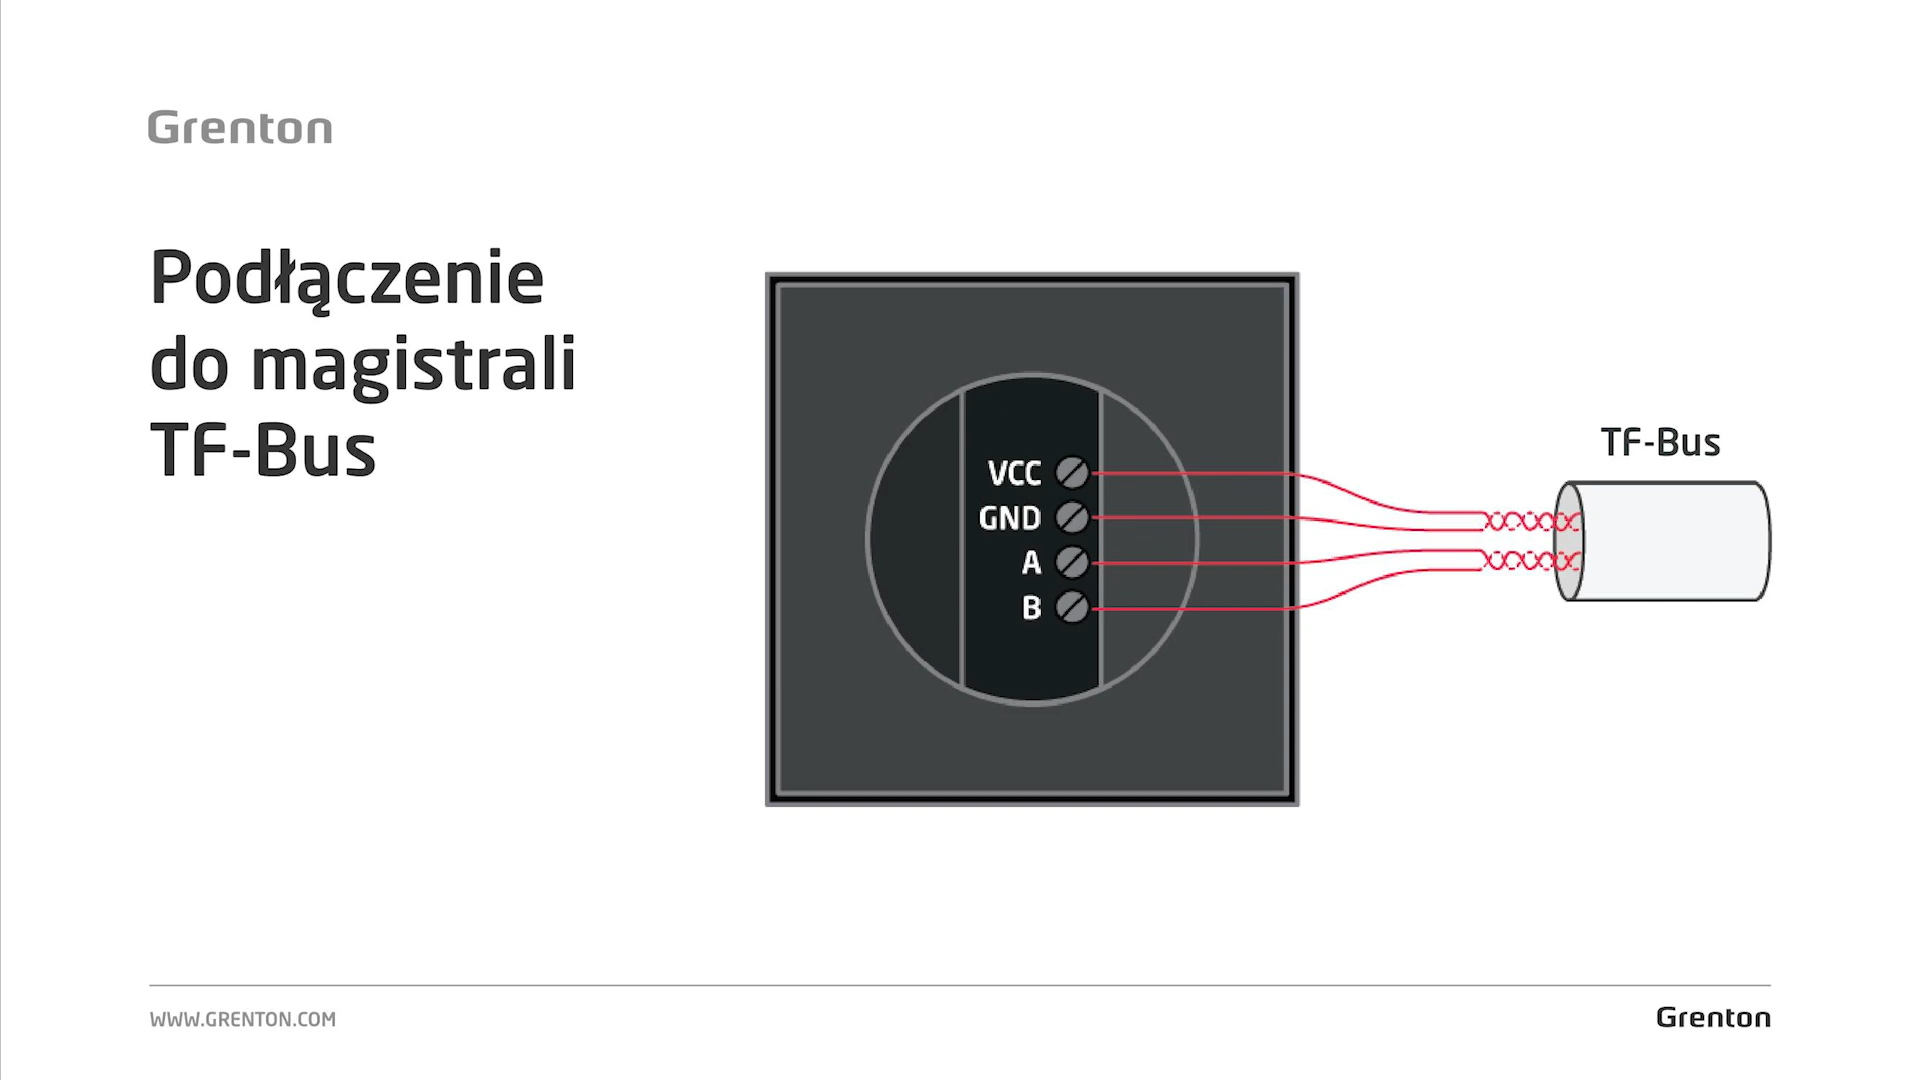 Grenton
Podłączenie
do magistrali
TF-Bus
VCC
GND
A
B
TF-Bus
WWW.GRENTON.COM
Grenton